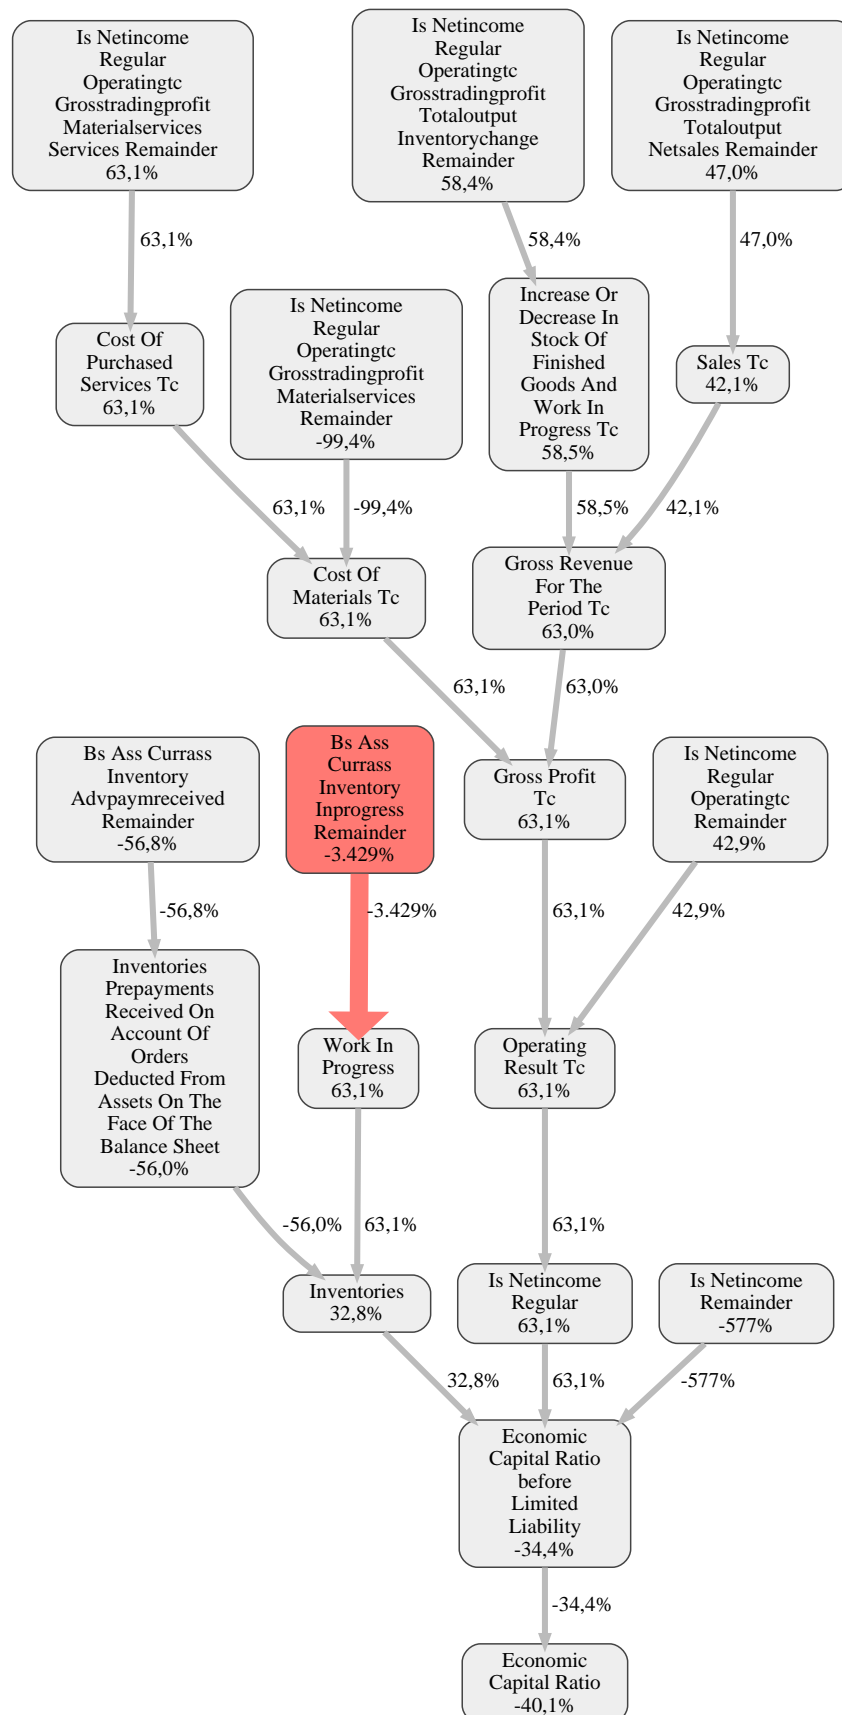 Is Netincome
Regular
Operatingtc
Grosstradingprofit
Materialservices
Services Remainder
63,1%
Is Netincome
Regular
Operatingtc
Grosstradingprofit
Totaloutput
Inventorychange
Remainder
58,4%
Is Netincome
Regular
Operatingtc
Grosstradingprofit
Totaloutput
Netsales Remainder
47,0%
63,1%
58,4%
47,0%
Cost Of
Purchased
Services Tc
63,1%
Is Netincome
Regular
Operatingtc
Grosstradingprofit
Materialservices
Remainder
-99,4%
Increase Or
Decrease In
Stock Of
Finished
Goods And
Work In
Progress Tc
58,5%
Sales Tc
42,1%
63,1%
-99,4%
58,5%
42,1%
Cost Of
Materials Tc
63,1%
Gross Revenue
For The
Period Tc
63,0%
63,1%
63,0%
Bs Ass Currass
Inventory
Advpaymreceived
Remainder
-56,8%
Bs Ass
Currass
Inventory
Inprogress
Remainder
-3.429%
Gross Profit
Tc
63,1%
Is Netincome
Regular
Operatingtc
Remainder
42,9%
-56,8%
-3.429%
63,1%
42,9%
Inventories
Prepayments
Received On
Account Of
Orders
Deducted From
Assets On The
Face Of The
Balance Sheet
-56,0%
Work In
Progress
63,1%
Operating
Result Tc
63,1%
-56,0%
63,1%
63,1%
Inventories
32,8%
Is Netincome
Regular
63,1%
Is Netincome
Remainder
-577%
32,8%
63,1%
-577%
Economic
Capital Ratio
before
Limited
Liability
-34,4%
-34,4%
Economic
Capital Ratio
-40,1%